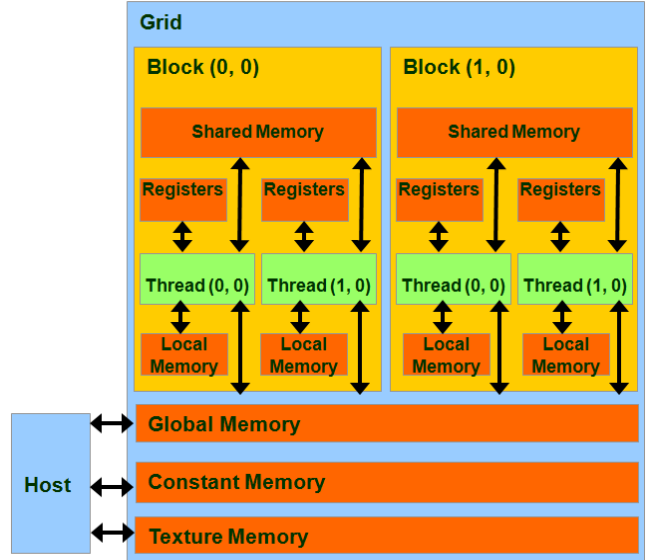 Grid
Block (0, 0)
Block (1, 0)
Shared Memory
Shared Memory
Registers
Registers
Registers
Registers
Thread (0, 0)
Thread (1, 0)
Thread (0, 0)
Thread (1, 0)
Local
Memory
Local
Memory
Local
Memory
Local
Memory
Host
Global Memory
Constant Memory
Texture Memory